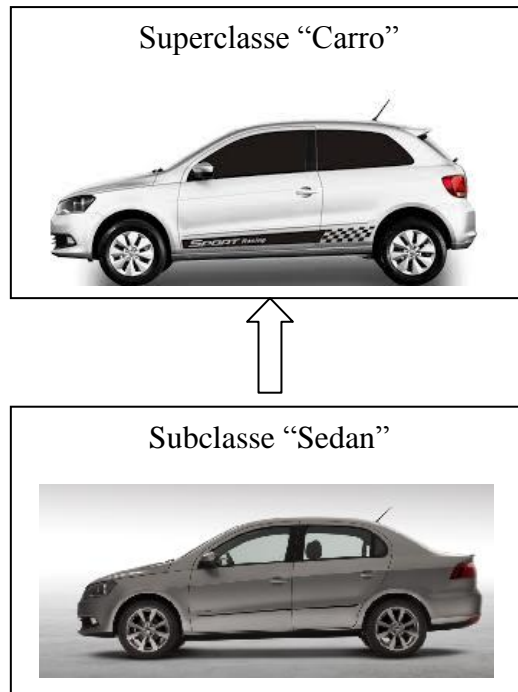 Superclasse “Carro”
SPORT Racing
Subclasse “Sedan”